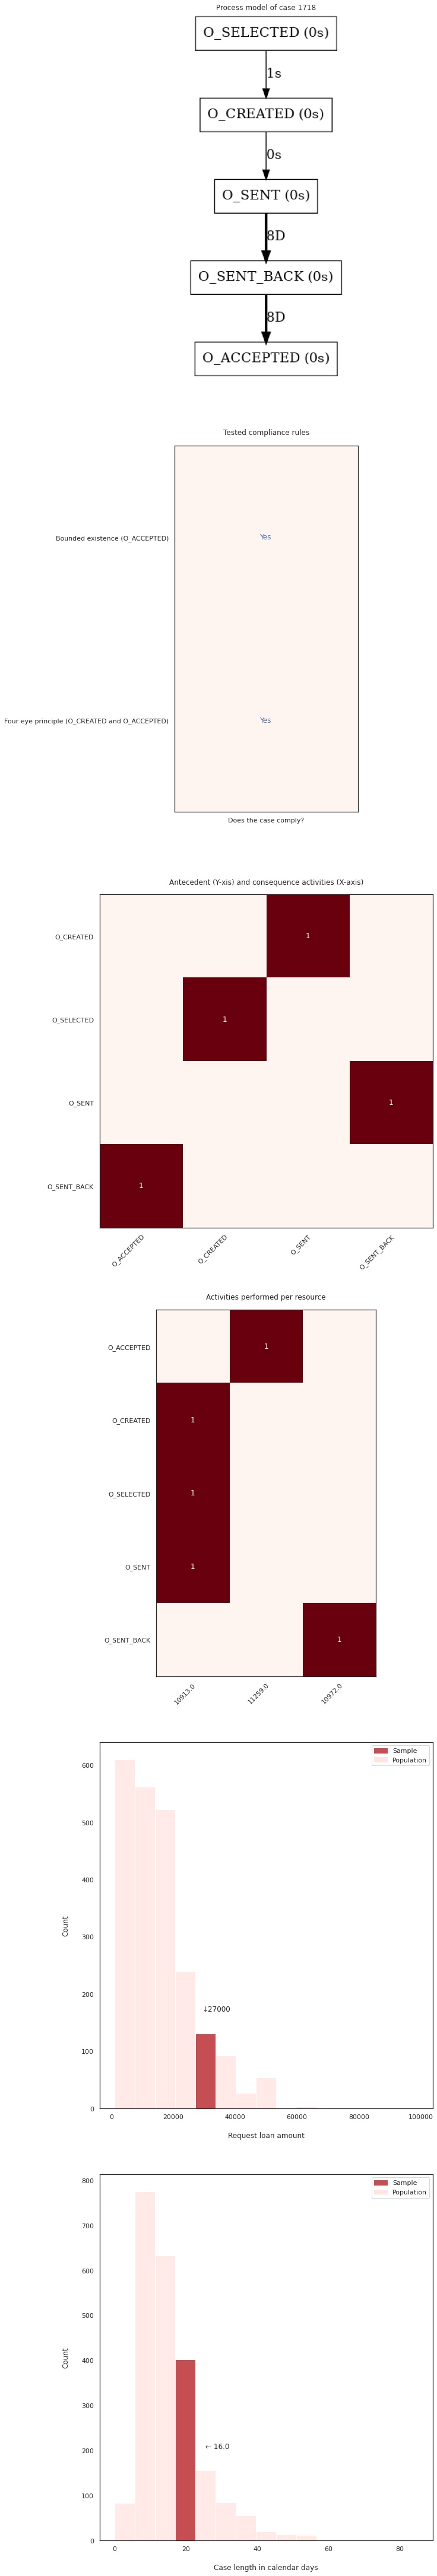 Process model of case 1718
O_SELECTED (0s)
1s
O_CREATED (0s)
0s
O_SENT (0s)
8D
O_SENT_BACK (0s)
8D
O_ACCEPTED (0s)
Tested compliance rules
Bounded existence (O_ACCEPTED)
Yes
Four eye principle (O_CREATED and O_ACCEPTED)
Yes
Does the case comply?
Antecedent (Y-xis) and consequence activities (X-axis)
O_CREATED
1
O_SELECTED
1
O_SENT
1
O_SENT_BACK
1
O_ACCEPTED
O_CREATED
O_SENT
O_SENT_BACK
Activities performed per resource
O_ACCEPTED
1
O_CREATED
1
O_SELECTED
1
O_SENT
1
O_SENT_BACK
1
10913.0
11259.0
10972.0
Sample
Population
600
500
400
300
200
100
0
Count
↓27000
0
20000
40000
60000
80000
100000
Request loan amount
Sample
Population
800
700
600
500
400
300
200
100
0
Count
← 16.0
0
20
40
60
80
Case length in calendar days